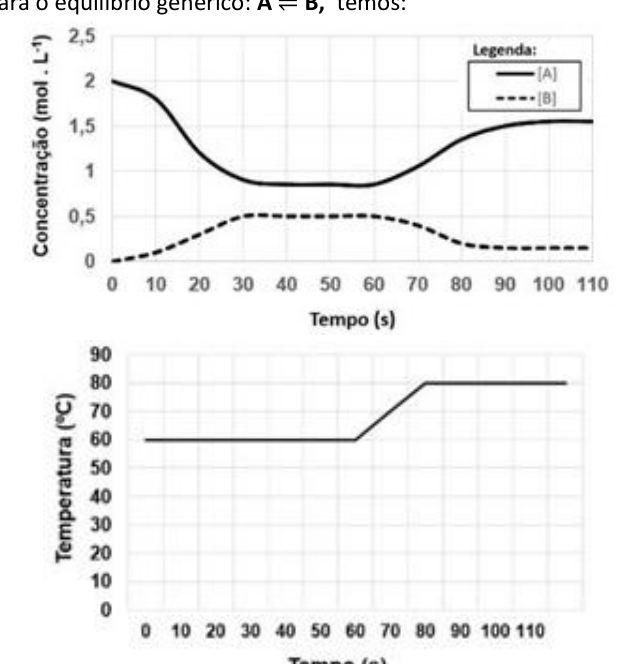 ara o equilíbrio genérico: A ⇌ B, temos:
2,5
2
1,5
1
0,5
0
Concentração (mol . L⁻¹)
Legenda:
[A]
[B]
0 10 20 30 40 50 60 70 80 90 100 110
Tempo (s)
90
80
70
60
50
40
30
20
10
0
Temperatura (ºC)
0 10 20 30 40 50 60 70 80 90 100 110
Tempo (s)